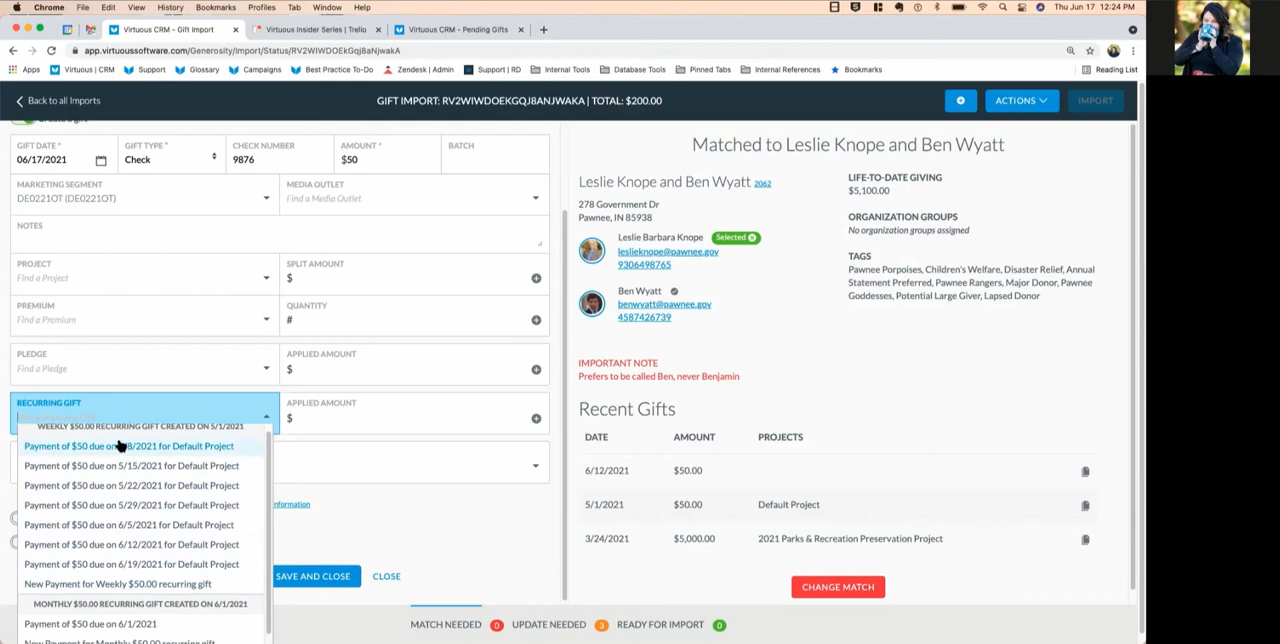 Chrome File Edit View History Bookmarks Profiles Tab Window Help Thu Jun 17 12:24 PM
Virtuous CRM - Gift Import × Virtuous Insider Series | Trello × Virtuous CRM - Pending Gifts × +
app.virtuoussoftware.com/Generosity/Import/Status/RV2WIWDOEkGqj8aNjwakA
Apps Virtuous | CRM Support Glossary Campaigns Best Practice To-Do Zendesk | Admin Support | RD Internal Tools Database Tools Pinned Tabs Internal References Bookmarks Reading List
Back to all Imports GIFT IMPORT: RV2WIWDOEKGQJ8ANJWAKA | TOTAL: $200.00 ACTIONS IMPORT
GIFT DATE * GIFT TYPE * CHECK NUMBER AMOUNT * BATCH
06/17/2021 Check 9876 $50
MARKETING SEGMENT MEDIA OUTLET
DE0221OT (DE0221OT) Find a Media Outlet
NOTES
PROJECT SPLIT AMOUNT
Find a Project $
PREMIUM QUANTITY
Find a Premium #
PLEDGE APPLIED AMOUNT
Find a Pledge $
RECURRING GIFT APPLIED AMOUNT
$
WEEKLY $50.00 RECURRING GIFT CREATED ON 5/1/2021
Payment of $50 due on 8/2021 for Default Project
Payment of $50 due on 5/15/2021 for Default Project
Payment of $50 due on 5/22/2021 for Default Project
Payment of $50 due on 5/29/2021 for Default Project
nformation
Payment of $50 due on 6/5/2021 for Default Project
Payment of $50 due on 6/12/2021 for Default Project
Payment of $50 due on 6/19/2021 for Default Project
New Payment for Weekly $50.00 recurring gift
SAVE AND CLOSE CLOSE
MONTHLY $50.00 RECURRING GIFT CREATED ON 6/1/2021
Payment of $50 due on 6/1/2021
New Payment for Monthly $50.00 recurring gift
Matched to Leslie Knope and Ben Wyatt
Leslie Knope and Ben Wyatt 2062
278 Government Dr
Pawnee, IN 85938
Leslie Barbara Knope Selected
leslieknope@pawnee.gov
9306498765
Ben Wyatt
benwyatt@pawnee.gov
4587426739
LIFE-TO-DATE GIVING
$5,100.00
ORGANIZATION GROUPS
No organization groups assigned
TAGS
Pawnee Porpoises, Children's Welfare, Disaster Relief, Annual
Statement Preferred, Pawnee Rangers, Major Donor, Pawnee
Goddesses, Potential Large Giver, Lapsed Donor
IMPORTANT NOTE
Prefers to be called Ben, never Benjamin
Recent Gifts
DATE AMOUNT PROJECTS
6/12/2021 $50.00
5/1/2021 $50.00 Default Project
3/24/2021 $5,000.00 2021 Parks & Recreation Preservation Project
CHANGE MATCH
MATCH NEEDED 0 UPDATE NEEDED 3 READY FOR IMPORT 0